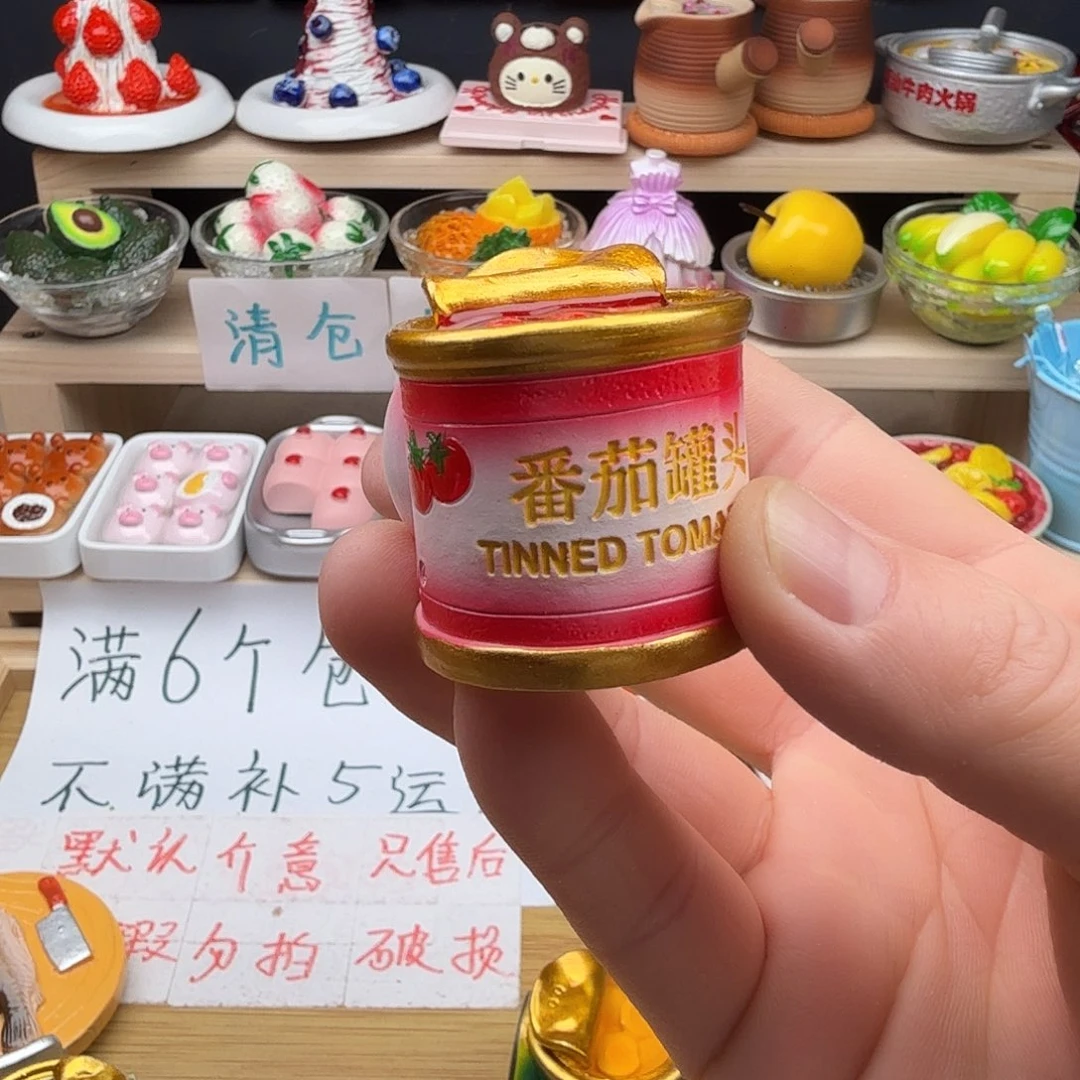 牛肉火锅
清仓
番茄罐头
TINNED TOMA
满6个包
不满补5运
默认介意 只售后
暇勿拍 破损